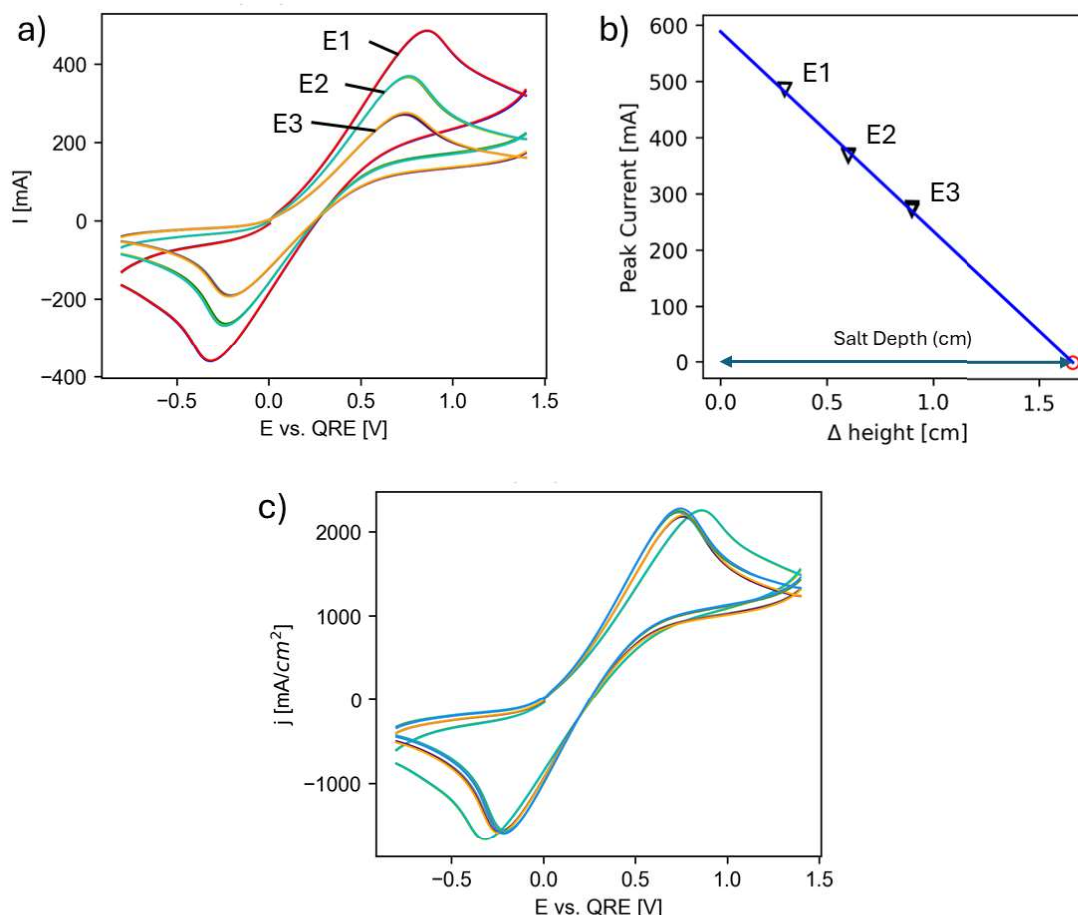 a)
E1
E2
E3
400
200
0
−200
−400
I [mA]
−0.5
0.0
0.5
1.0
1.5
E vs. QRE [V]
b)
600
500
400
300
200
100
0
Peak Current [mA]
E1
E2
E3
Salt Depth (cm)
0.0
0.5
1.0
1.5
Δ height [cm]
c)
2000
1000
0
−1000
j [mA/cm²]
−0.5
0.0
0.5
1.0
1.5
E vs. QRE [V]